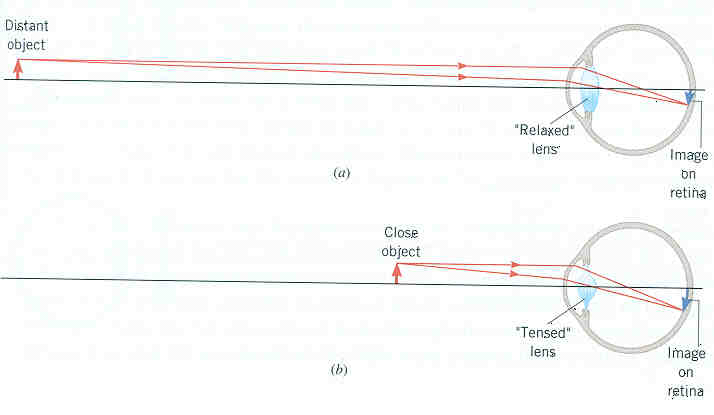 Distant
object
"Relaxed"
lens
Image
on
retina
(a)
Close
object
"Tensed"
lens
Image
on
retina
(b)